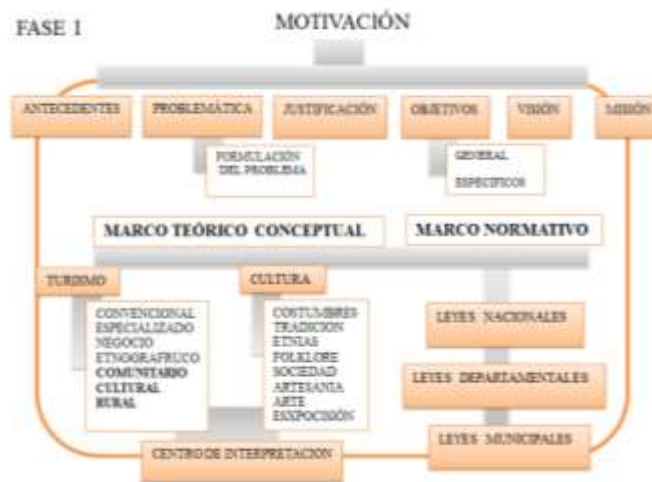 FASE 1
MOTIVACIÓN
ANTECEDENTES
PROBLEMÁTICA
JUSTIFICACIÓN
OBJETIVOS
VISIÓN
MISIÓN
FORMULACIÓN
DEL PROBLEMA
GENERAL
ESPECIFICOS
MARCO TEÓRICO CONCEPTUAL
MARCO NORMATIVO
TURISMO
CULTURA
CONVENCIONAL
ESPECIALIZADO
NEGOCIO
ETNOGRAFRUCO
COMUNITARIO
CULTURAL
RURAL
COSTUMBRES
TRADICION
ETNIAS
FOLKLORE
SOCIEDAD
ARTESANIA
ARTE
ESXPOCISIÓN
LEYES NACIONALES
LEYES DEPARTAMENTALES
LEYES MUNICIPALES
CENTRO DE INTERPRETACION